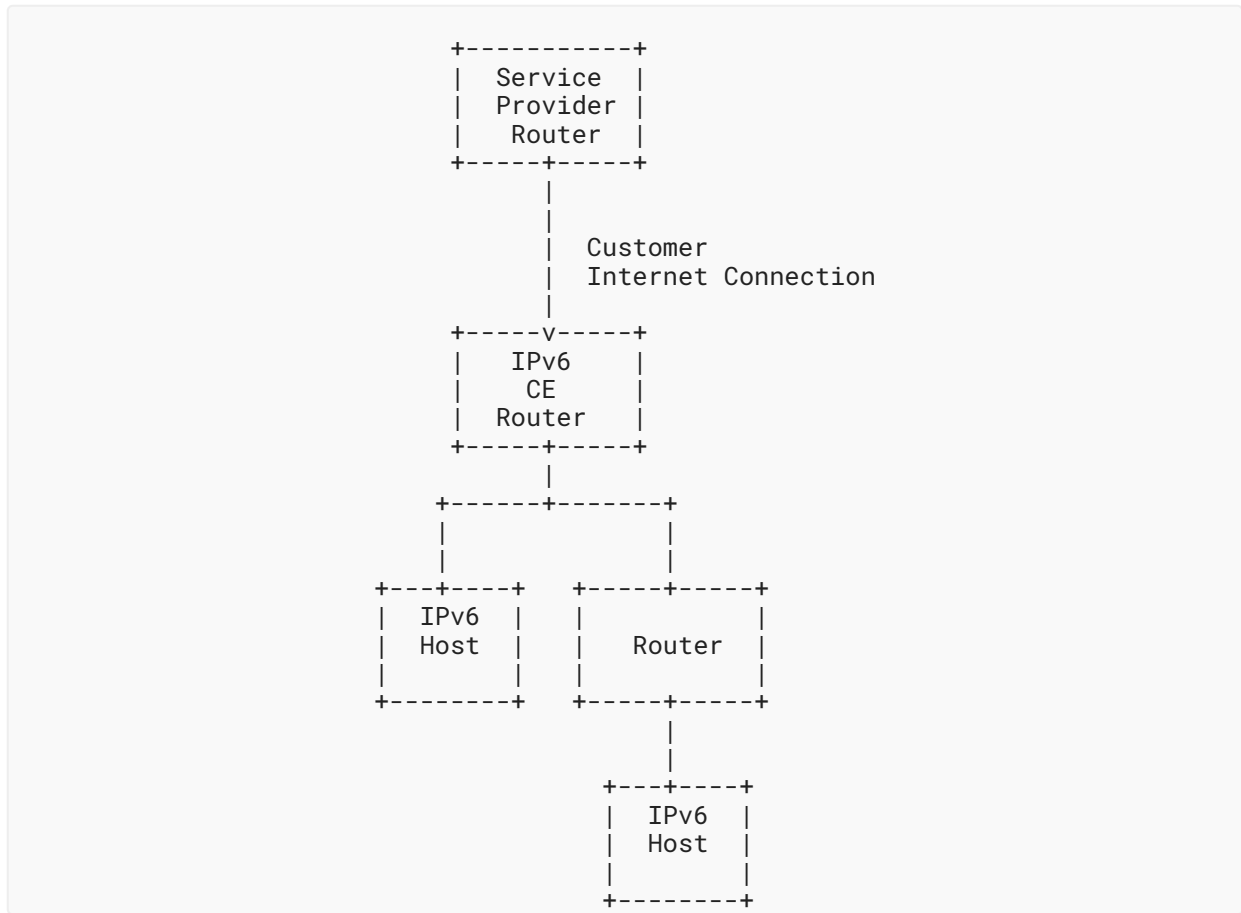 Service
Provider
Router
Customer
Internet Connection
IPv6
CE
Router
IPv6
Host
Router
IPv6
Host